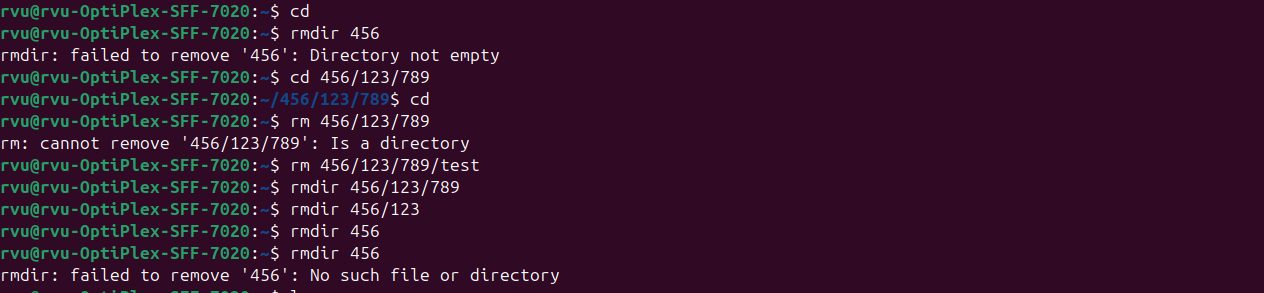 rvu@rvu-OptiPlex-SFF-7020:~$ cd
rvu@rvu-OptiPlex-SFF-7020:~$ rmdir 456
rmdir: failed to remove '456': Directory not empty
rvu@rvu-OptiPlex-SFF-7020:~$ cd 456/123/789
rvu@rvu-OptiPlex-SFF-7020:~/456/123/789$ cd
rvu@rvu-OptiPlex-SFF-7020:~$ rm 456/123/789
rm: cannot remove '456/123/789': Is a directory
rvu@rvu-OptiPlex-SFF-7020:~$ rm 456/123/789/test
rvu@rvu-OptiPlex-SFF-7020:~$ rmdir 456/123/789
rvu@rvu-OptiPlex-SFF-7020:~$ rmdir 456/123
rvu@rvu-OptiPlex-SFF-7020:~$ rmdir 456
rvu@rvu-OptiPlex-SFF-7020:~$ rmdir 456
rmdir: failed to remove '456': No such file or directory